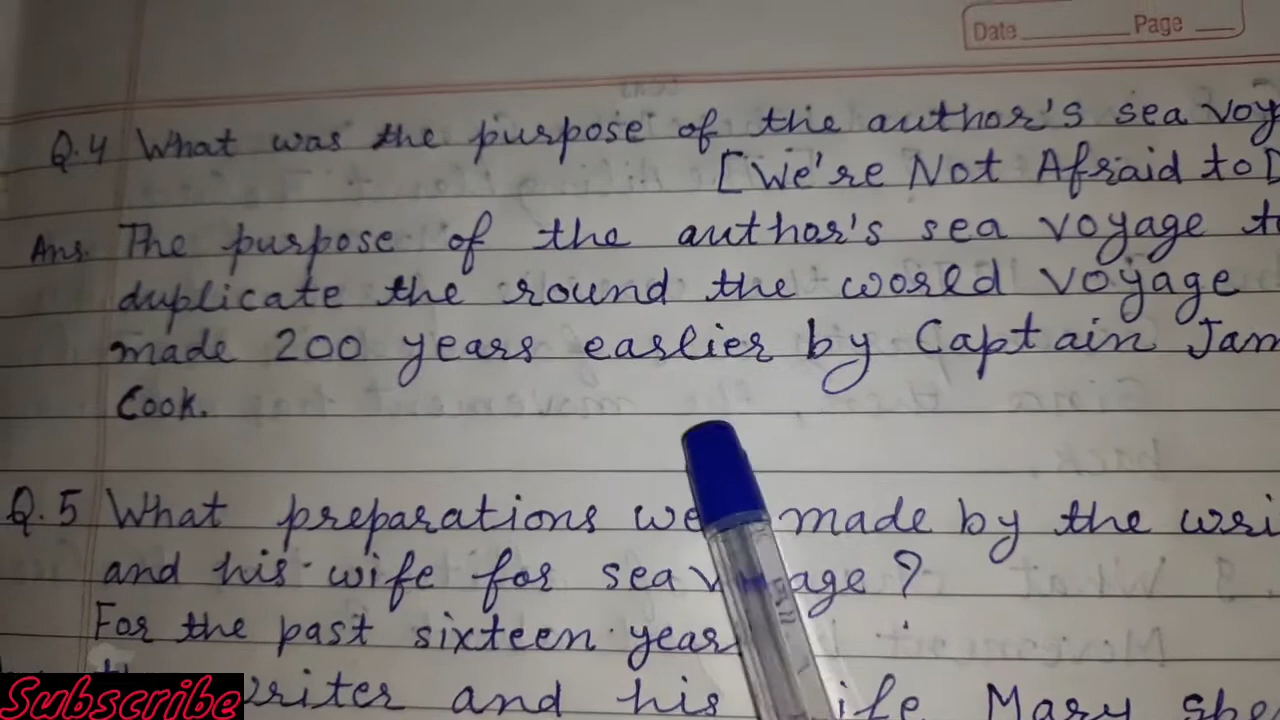 Date Page
Q.4 What was the purpose of the author's sea voy
[We're Not Afraid to D
Ans. The purpose of the author's sea voyage t
duplicate the round the world voyage
made 200 years earlier by Captain Jam
Cook.
Q.5 What preparations we made by the wri
and his wife for sea v age ?
For the past sixteen year
writer and his ife Mary spe
Subscribe